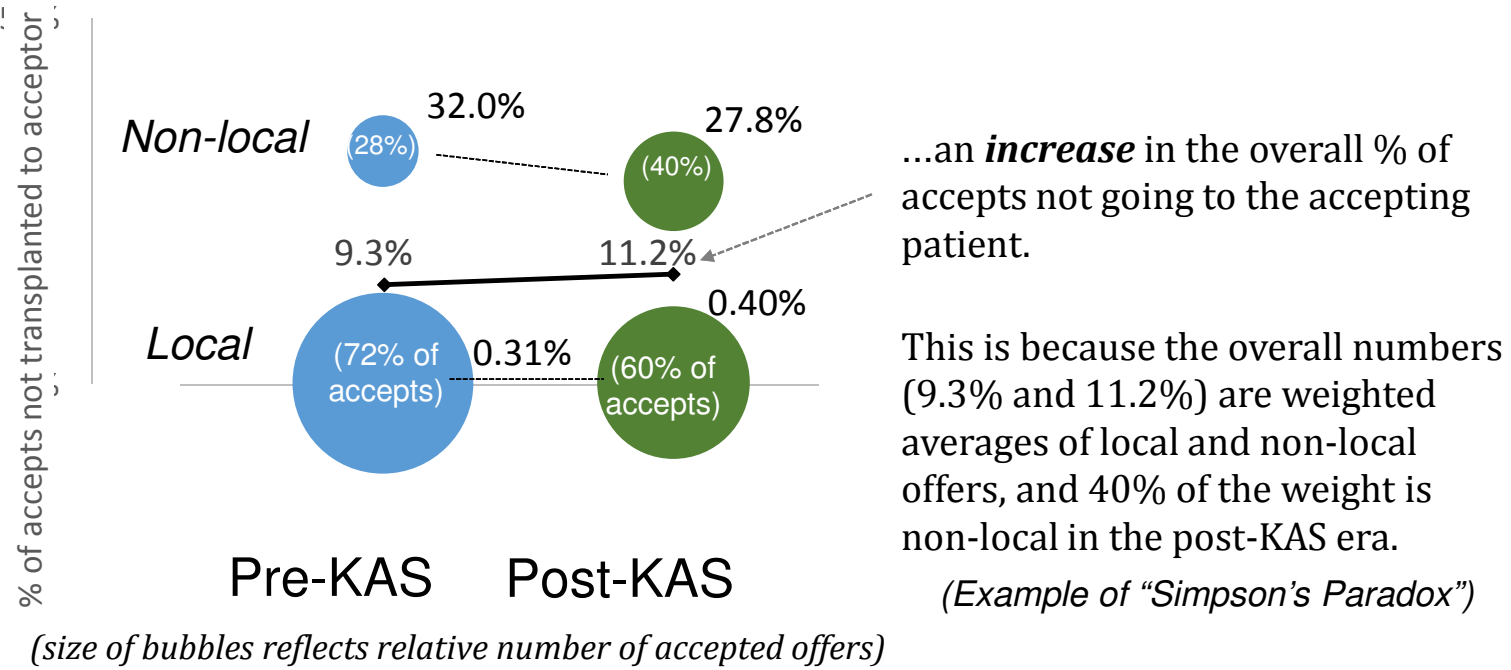 % of accepts not transplanted to acceptor
Non-local
(28%)
32.0%
(40%)
27.8%
9.3%
11.2%
Local
(72% of
accepts)
0.31%
(60% of
accepts)
0.40%
Pre-KAS
Post-KAS
(size of bubbles reflects relative number of accepted offers)
…an increase in the overall % of
accepts not going to the accepting
patient.
This is because the overall numbers
(9.3% and 11.2%) are weighted
averages of local and non-local
offers, and 40% of the weight is
non-local in the post-KAS era.
(Example of “Simpson’s Paradox”)